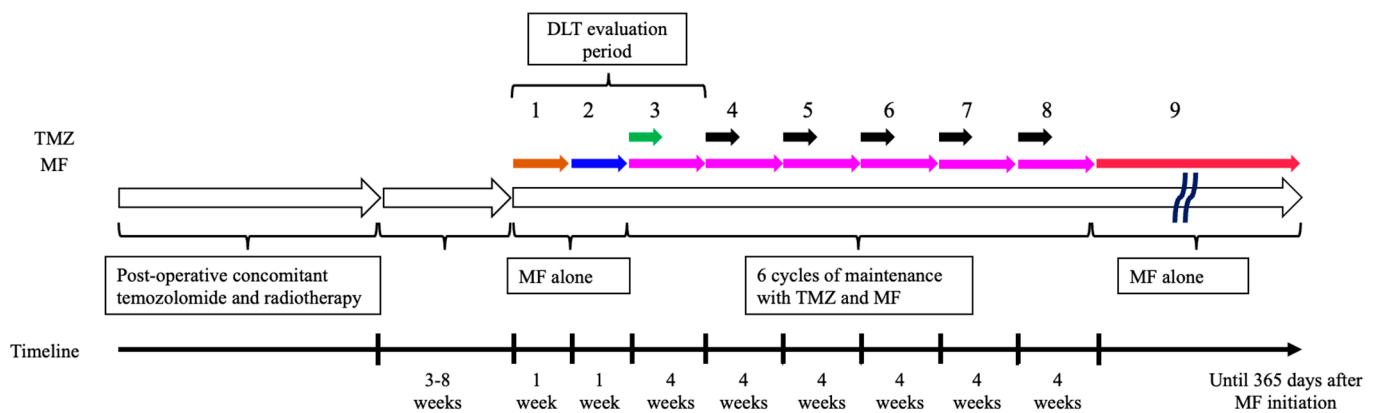 DLT evaluation
period
1 2 3 4 5 6 7 8 9
TMZ
MF
Post-operative concomitant
temozolomide and radiotherapy
MF alone
6 cycles of maintenance
with TMZ and MF
MF alone
Timeline
3-8
weeks
1
week
1
week
4
weeks
4
weeks
4
weeks
4
weeks
4
weeks
4
weeks
Until 365 days after
MF initiation